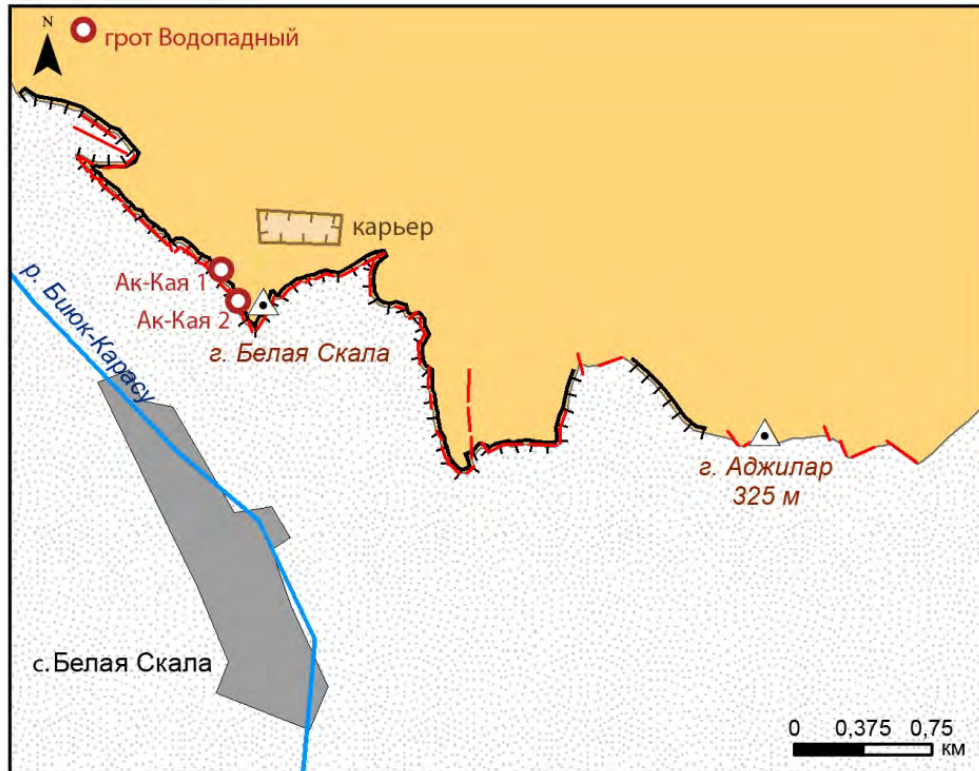 N
грот Водопадный
карьер
Ак-Кая 1
Ак-Кая 2
г. Белая Скала
р. Биюк-Карасу
г. Аджилар
325 м
с. Белая Скала
0 0,375 0,75
км